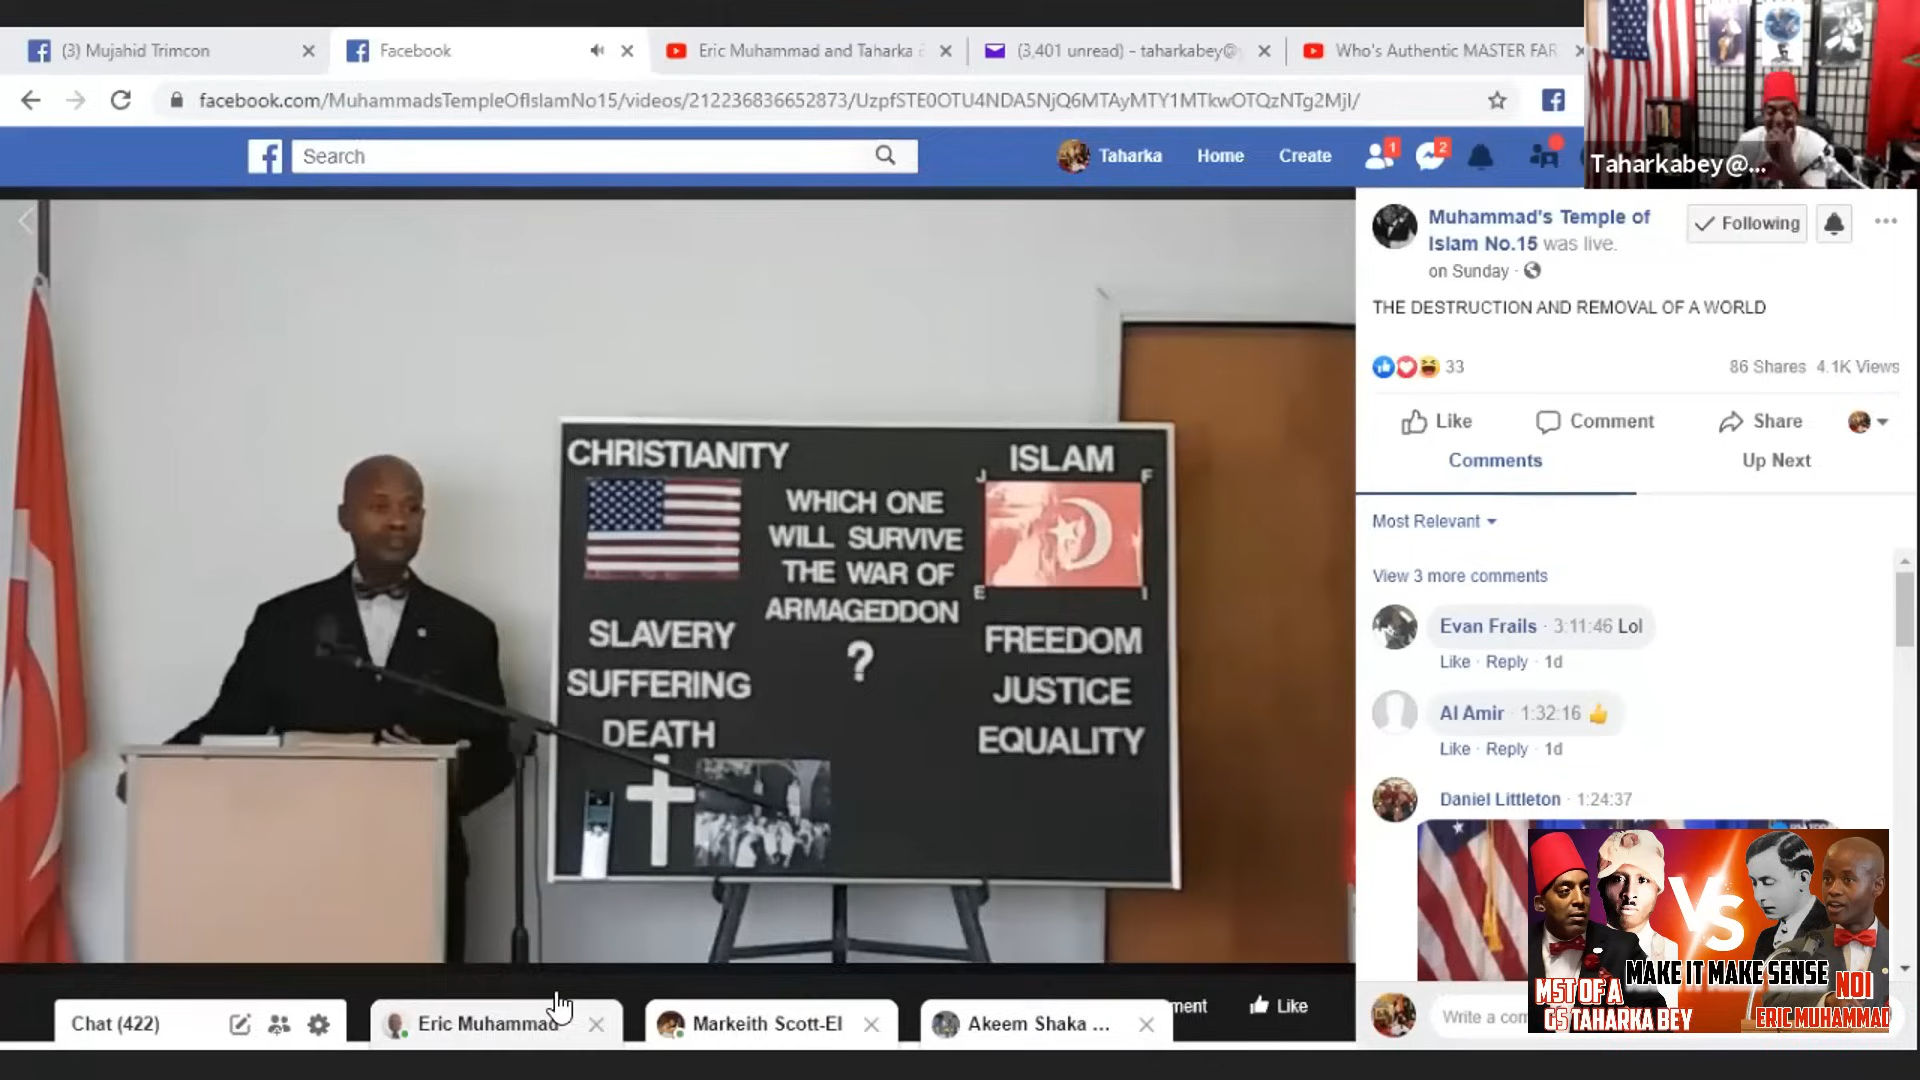 (3) Mujahid Trimcon
Facebook
Eric Muhammad and Taharka
(3,401 unread) - taharkabey@
Who's Authentic MASTER FAR
facebook.com/MuhammadsTempleOfIslamNo15/videos/212236836652873/UzpfSTE0OTU4NDA5NjQ6MTAyMTY1MTkwOTQzNTg2Mjl/
Search
Taharka
Home
Create
1
2
Taharkabey@...
Muhammad's Temple of
Islam No.15 was live.
on Sunday ·
Following
THE DESTRUCTION AND REMOVAL OF A WORLD
33
86 Shares 4.1K Views
Like
Comment
Share
Comments
Up Next
Most Relevant
View 3 more comments
Evan Frails · 3:11:46 Lol
Like · Reply · 1d
Al Amir · 1:32:16
Like · Reply · 1d
Daniel Littleton · 1:24:37
CHRISTIANITY
WHICH ONE
WILL SURVIVE
THE WAR OF
ARMAGEDDON
?
ISLAM
J
F
E
I
SLAVERY
SUFFERING
DEATH
FREEDOM
JUSTICE
EQUALITY
VS
MAKE IT MAKE SENSE
MST OF A
GS TAHARKA BEY
NOI
ERIC MUHAMMAD
Chat (422)
Eric Muhammad
Markeith Scott-El
Akeem Shaka ...
ment
Like
Write a com